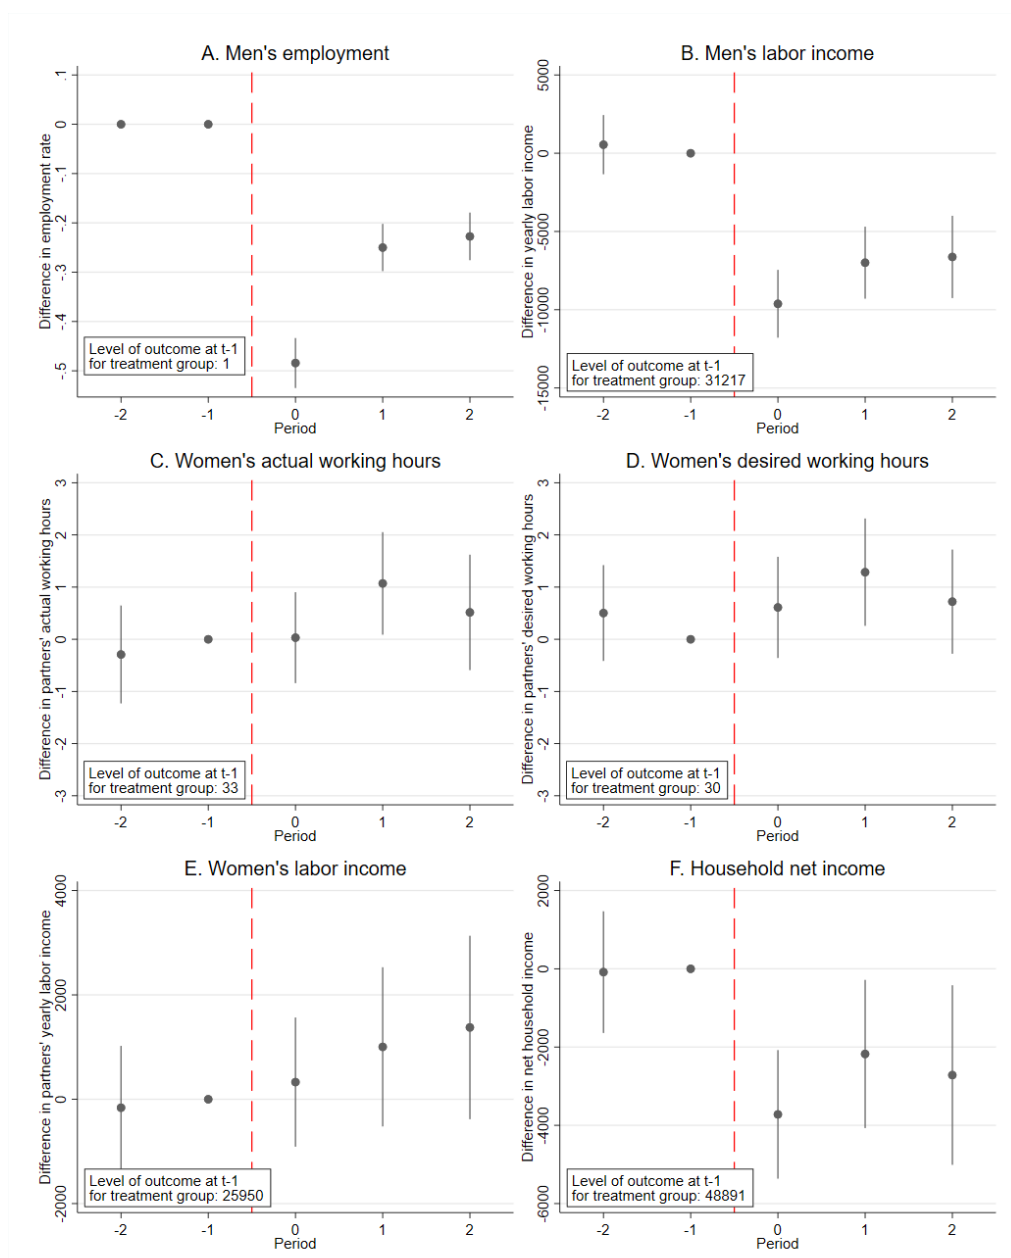 A. Men's employment
Difference in employment rate
.1
0
-.1
-.2
-.3
-.4
-.5
Level of outcome at t-1
for treatment group: 1
-2 -1 0 1 2
Period
B. Men's labor income
Difference in yearly labor income
5000
0
-5000
-10000
-15000
Level of outcome at t-1
for treatment group: 31217
-2 -1 0 1 2
Period
C. Women's actual working hours
Difference in partners' actual working hours
3
2
1
0
-1
-2
-3
Level of outcome at t-1
for treatment group: 33
-2 -1 0 1 2
Period
D. Women's desired working hours
Difference in partners' desired working hours
3
2
1
0
-1
-2
-3
Level of outcome at t-1
for treatment group: 30
-2 -1 0 1 2
Period
E. Women's labor income
Difference in partners' yearly labor income
4000
2000
0
-2000
Level of outcome at t-1
for treatment group: 25950
-2 -1 0 1 2
Period
F. Household net income
Difference in net household income
2000
0
-2000
-4000
-6000
Level of outcome at t-1
for treatment group: 48891
-2 -1 0 1 2
Period